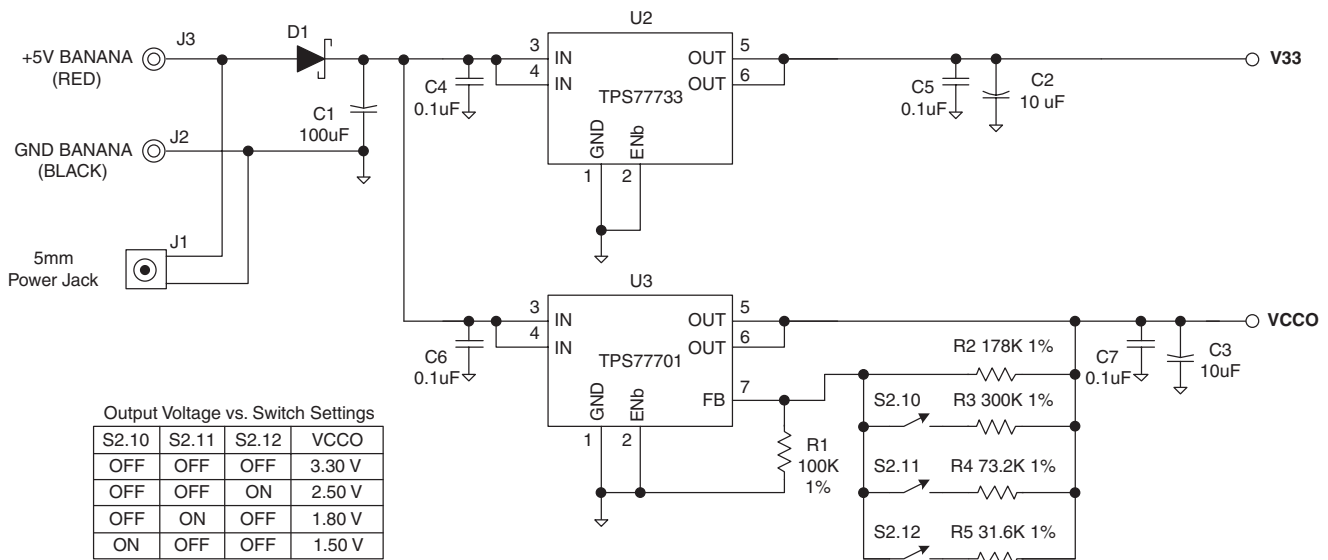 +5V BANANA
(RED)
J3
D1
C1
100uF
GND BANANA
(BLACK)
J2
5mm
Power Jack
J1
C4
0.1uF
U2
3
4
IN
IN
OUT
OUT
5
6
TPS77733
GND
ENb
1
2
C5
0.1uF
C2
10 uF
V33
C6
0.1uF
U3
3
4
IN
IN
OUT
OUT
5
6
TPS77701
FB
7
GND
ENb
1
2
R1
100K
1%
R2 178K 1%
S2.10
R3 300K 1%
S2.11
R4 73.2K 1%
S2.12
R5 31.6K 1%
C7
0.1uF
C3
10uF
VCCO
Output Voltage vs. Switch Settings
S2.10 S2.11 S2.12 VCCO
OFF OFF OFF 3.30 V
OFF OFF ON 2.50 V
OFF ON OFF 1.80 V
ON OFF OFF 1.50 V